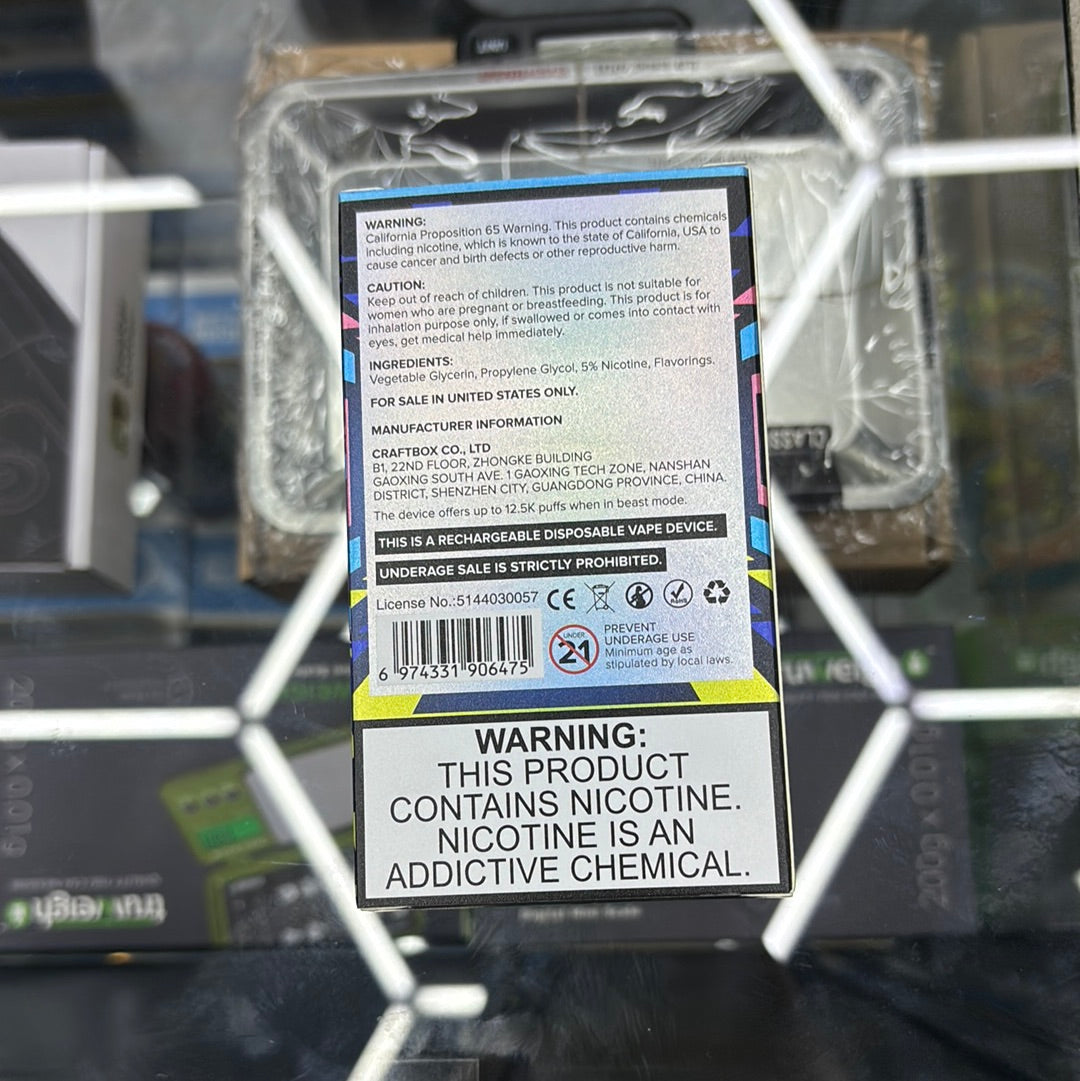 WARNING:
California Proposition 65 Warning. This product contains chemicals
including nicotine, which is known to the state of California, USA to
cause cancer and birth defects or other reproductive harm.
CAUTION:
Keep out of reach of children. This product is not suitable for
women who are pregnant or breastfeeding. This product is for
inhalation purpose only, if swallowed or comes into contact with
eyes, get medical help immediately.
INGREDIENTS:
Vegetable Glycerin, Propylene Glycol, 5% Nicotine, Flavorings.
FOR SALE IN UNITED STATES ONLY.
MANUFACTURER INFORMATION
CRAFTBOX CO., LTD
B1, 22ND FLOOR, ZHONGKE BUILDING
GAOXING SOUTH AVE. 1 GAOXING TECH ZONE, NANSHAN
DISTRICT, SHENZHEN CITY, GUANGDONG PROVINCE, CHINA.
The device offers up to 12.5K puffs when in beast mode.
THIS IS A RECHARGEABLE DISPOSABLE VAPE DEVICE.
UNDERAGE SALE IS STRICTLY PROHIBITED.
License No.:5144030057 CE
RoHS
6 974331 906475
UNDER
21
PREVENT
UNDERAGE USE
Minimum age as
stipulated by local laws.
WARNING:
THIS PRODUCT
CONTAINS NICOTINE.
NICOTINE IS AN
ADDICTIVE CHEMICAL.
truweigh
truweigh
200g x 0.01g
CLASS